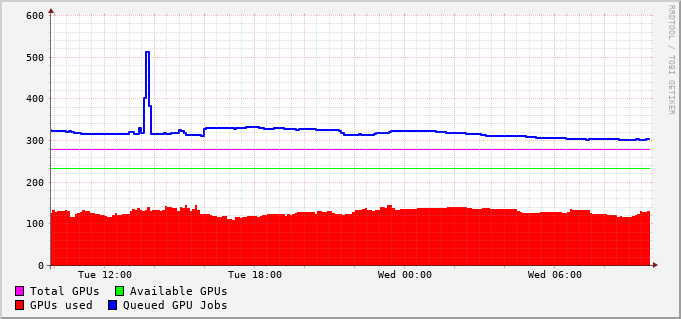 600
500
400
300
200
100
0
Tue 12:00 Tue 18:00 Wed 00:00 Wed 06:00
Total GPUs Available GPUs
GPUs used Queued GPU Jobs
RRDTOOL / TOBI OETIKER